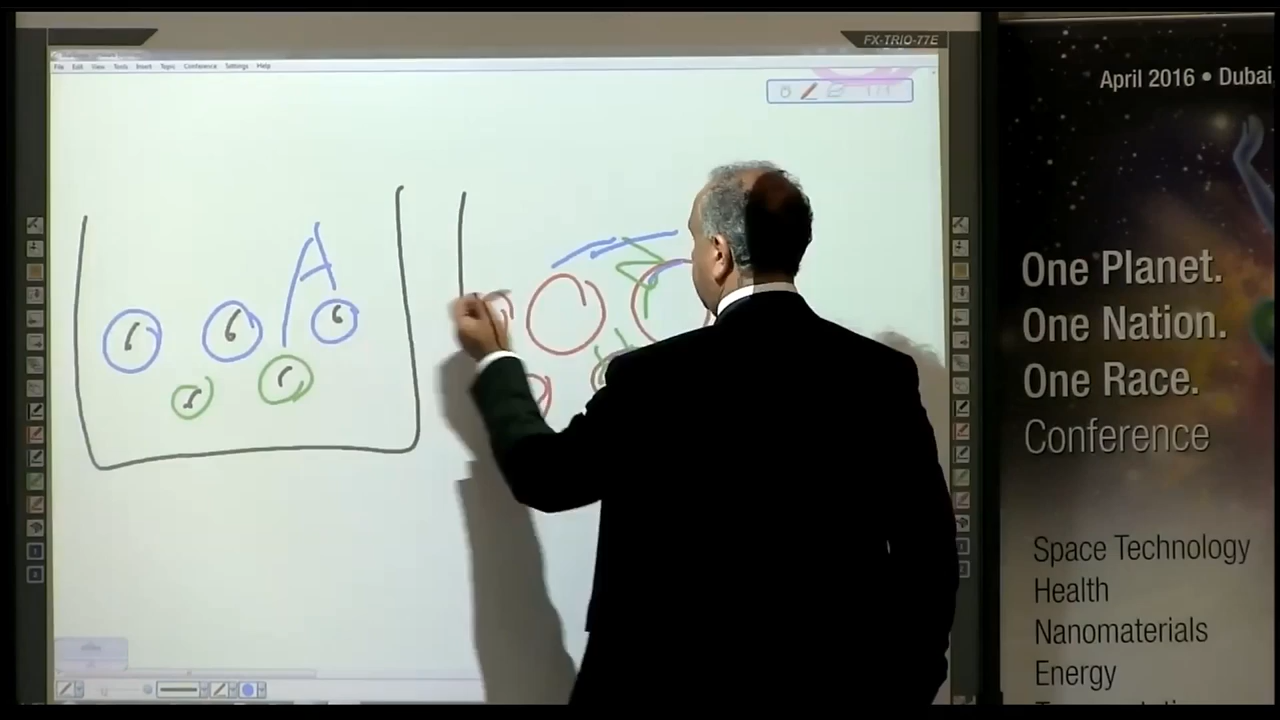 FX-TRIO-77E
File Edit View Tools Insert Topic Conference Settings Help
A
6 6 6
April 2016 • Dubai,
One Planet.
One Nation.
One Race.
Conference
Space Technology
Health
Nanomaterials
Energy